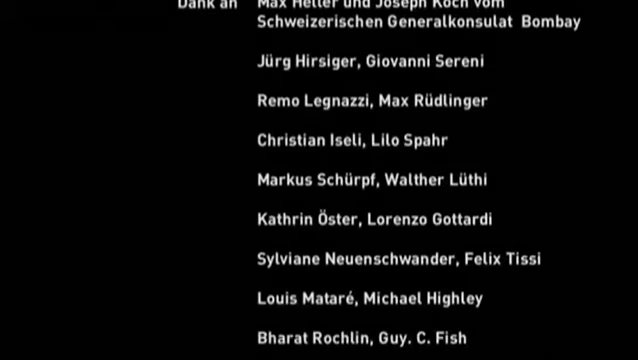 Dank an Max Heller und Joseph Koch vom
Schweizerischen Generalkonsulat Bombay
Jürg Hirsiger, Giovanni Sereni
Remo Legnazzi, Max Rüdlinger
Christian Iseli, Lilo Spahr
Markus Schürpf, Walther Lüthi
Kathrin Öster, Lorenzo Gottardi
Sylviane Neuenschwander, Felix Tissi
Louis Mataré, Michael Highley
Bharat Rochlin, Guy. C. Fish